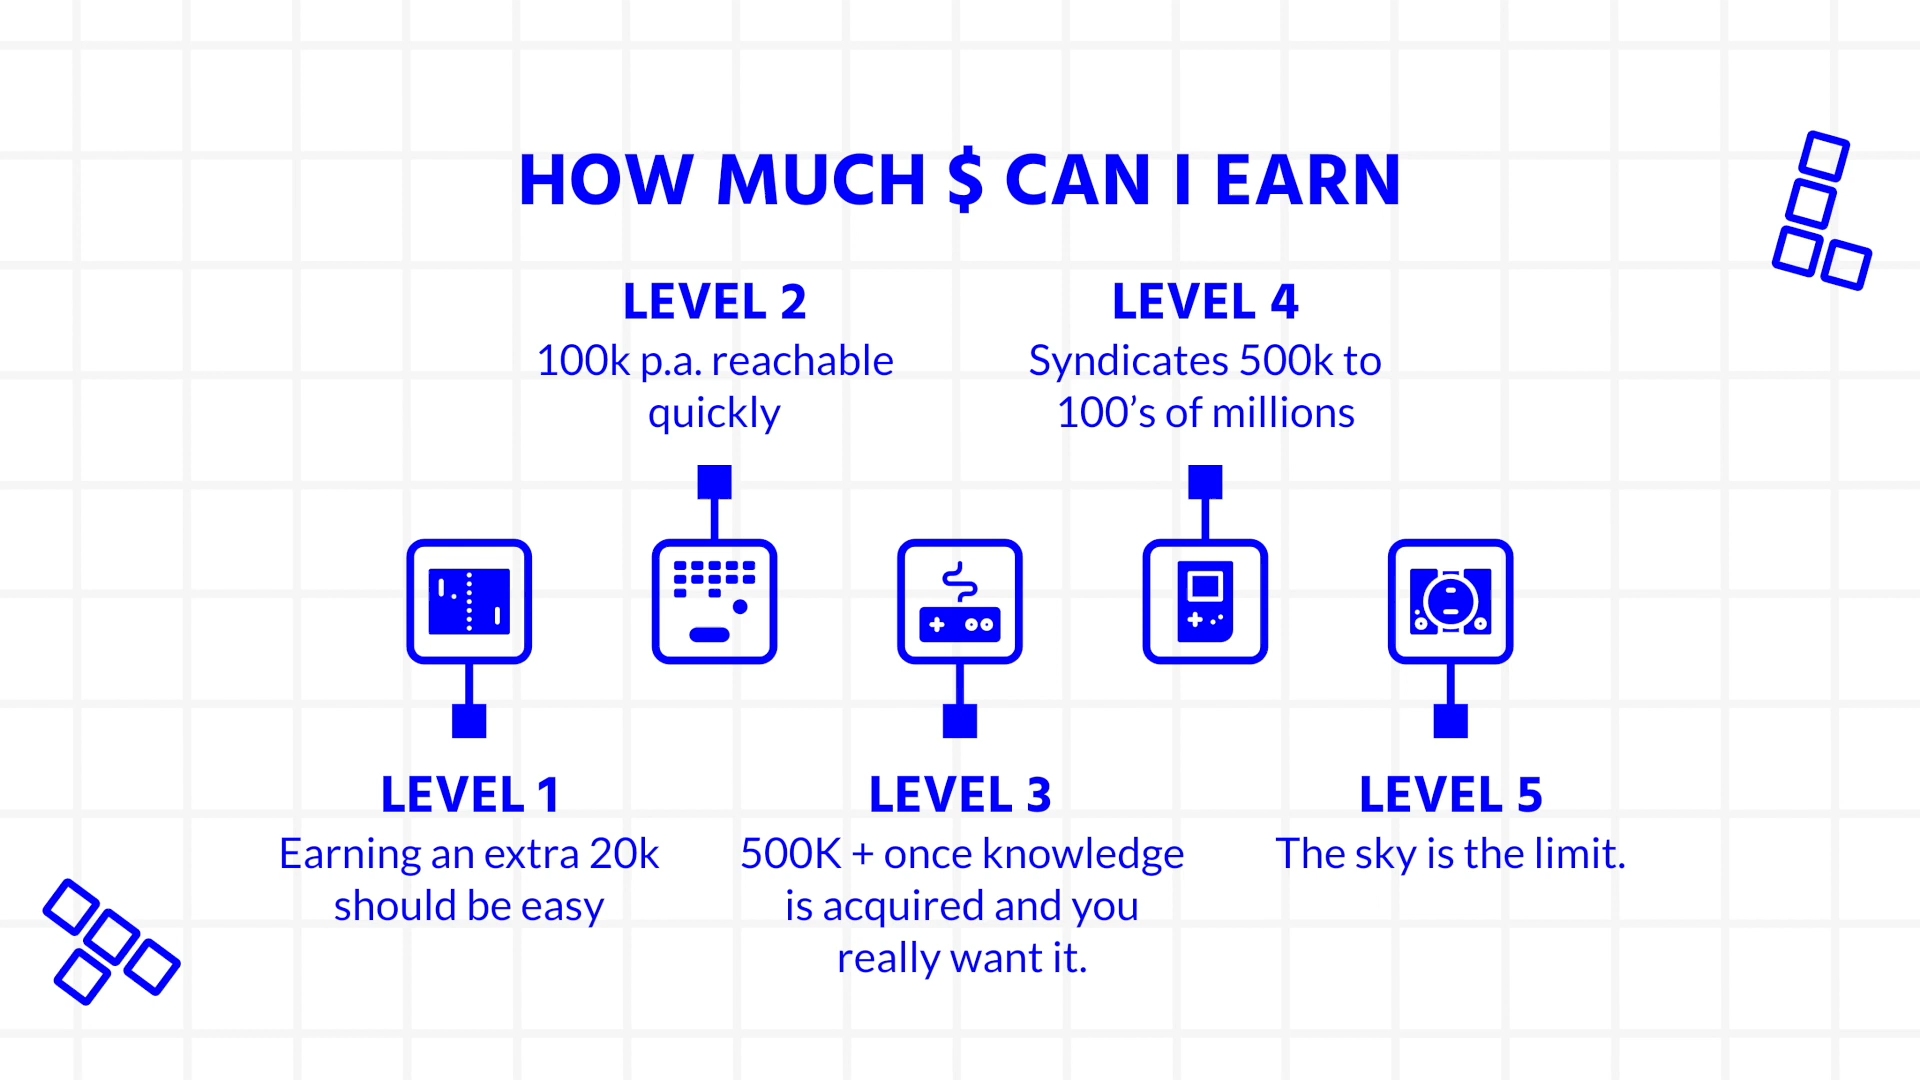 HOW MUCH $ CAN I EARN
LEVEL 1
Earning an extra 20k
should be easy
LEVEL 2
100k p.a. reachable
quickly
LEVEL 3
500K + once knowledge
is acquired and you
really want it.
LEVEL 4
Syndicates 500k to
100’s of millions
LEVEL 5
The sky is the limit.